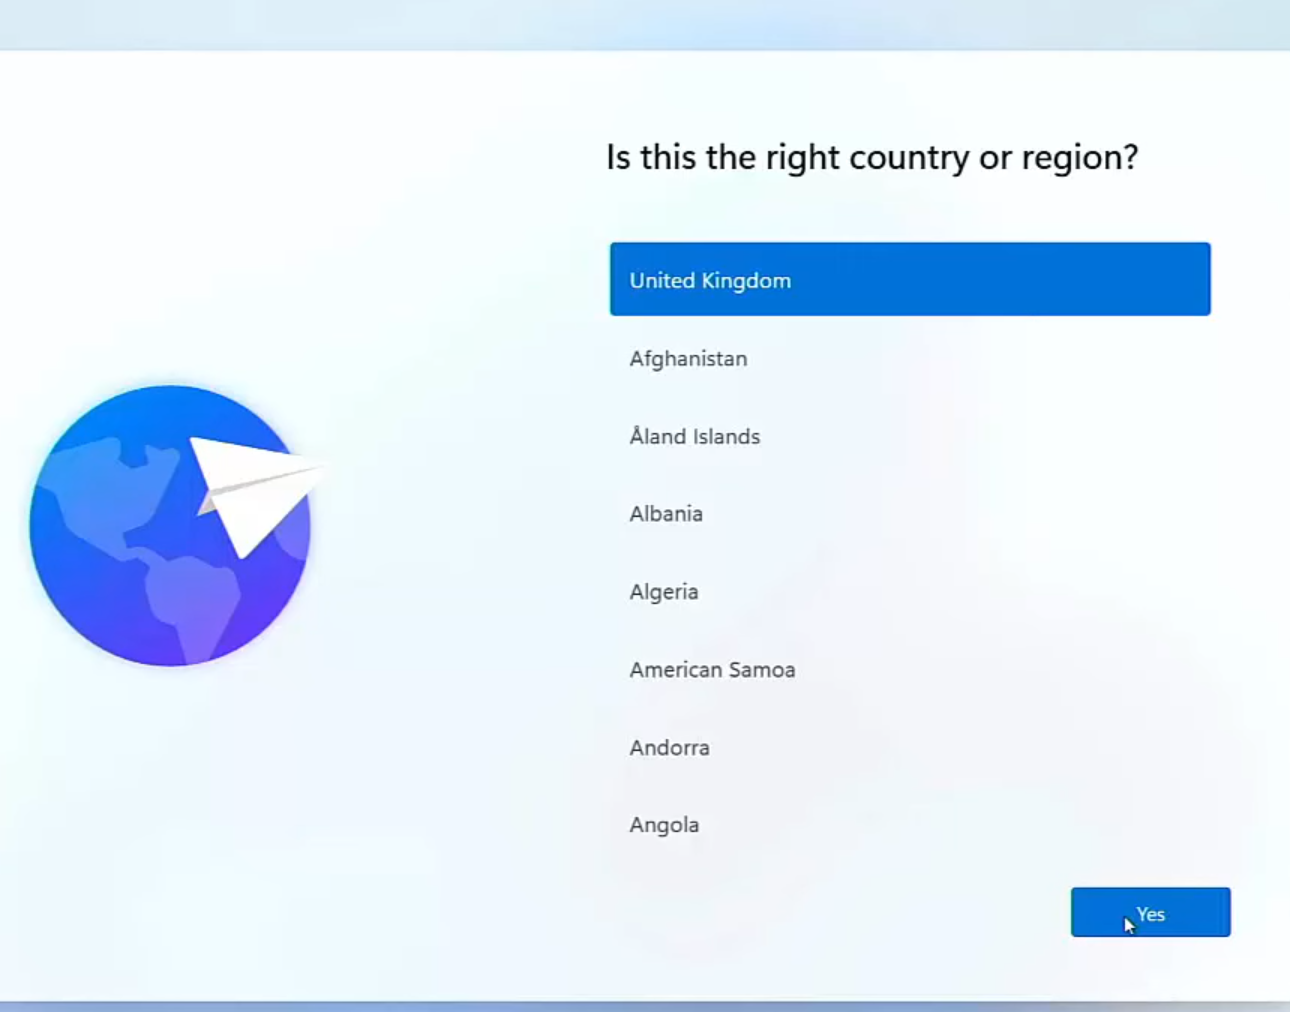 Is this the right country or region?
United Kingdom
Afghanistan
Åland Islands
Albania
Algeria
American Samoa
Andorra
Angola
Yes